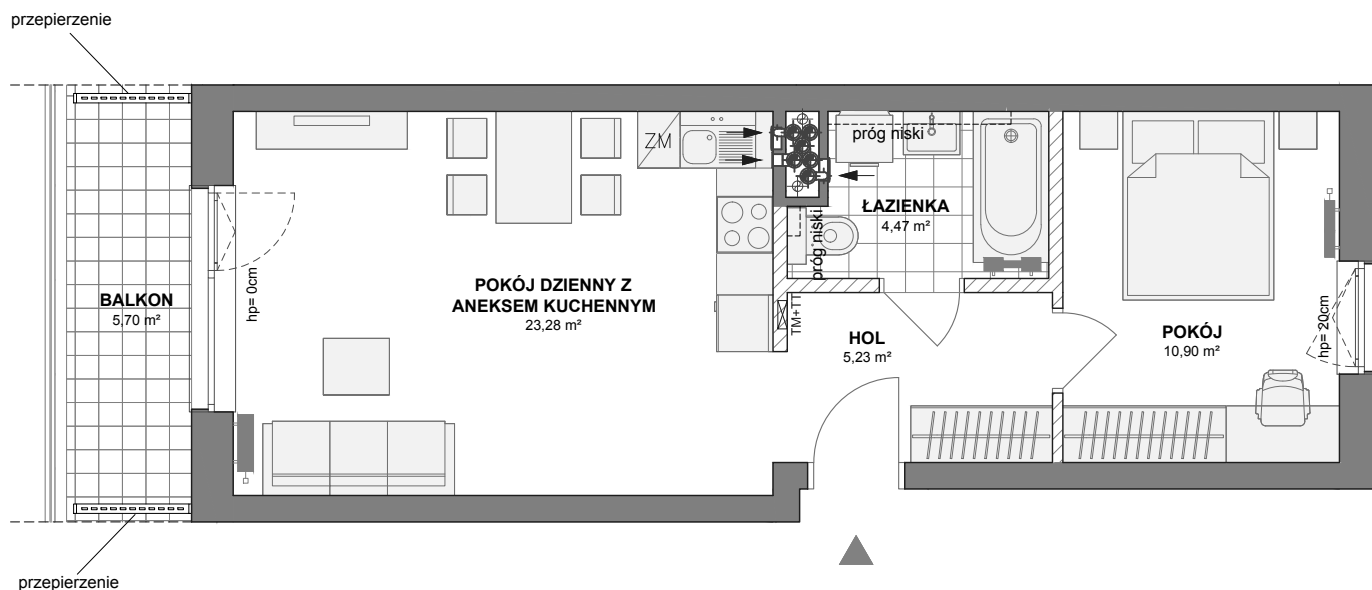 przepierzenie
ZM
próg niski
ŁAZIENKA
4,47 m²
próg niski
POKÓJ DZIENNY Z
ANEKSEM KUCHENNYM
23,28 m²
BALKON
5,70 m²
hp= 0cm
TM+TT
HOL
5,23 m²
POKÓJ
10,90 m²
hp= 20cm
przepierzenie